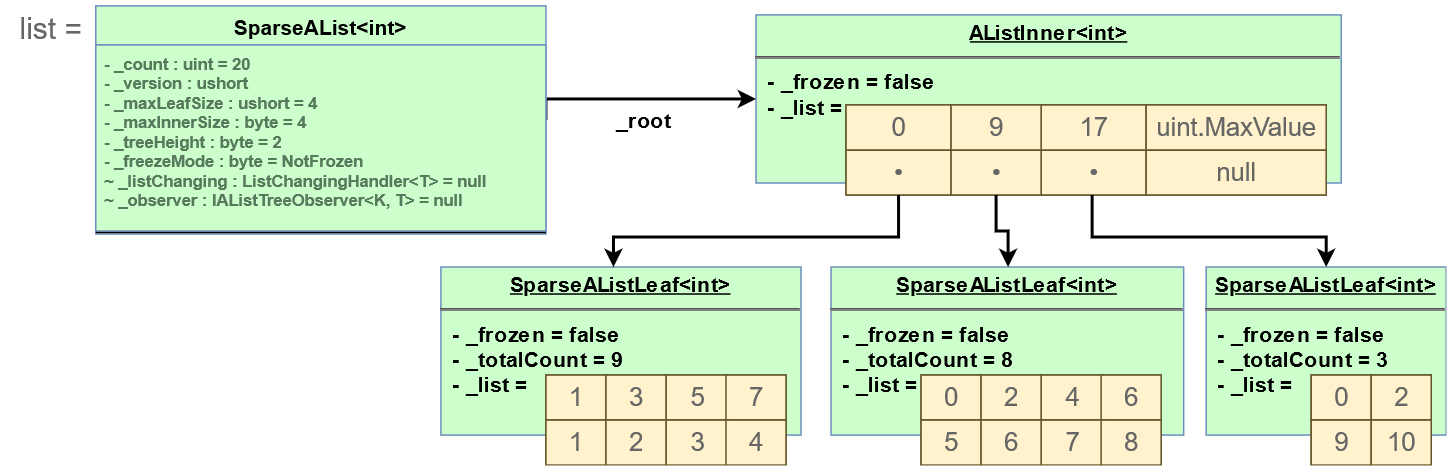 list =
SparseAList<int>
- _count : uint = 20
- _version : ushort
- _maxLeafSize : ushort = 4
- _maxInnerSize : byte = 4
- _treeHeight : byte = 2
- _freezeMode : byte = NotFrozen
~ _listChanging : ListChangingHandler<T> = null
~ _observer : IAListTreeObserver<K, T> = null
_root
AListInner<int>
- _frozen = false
- _list =
0 9 17 uint.MaxValue
• • • null
SparseAListLeaf<int>
- _frozen = false
- _totalCount = 9
- _list =
1 3 5 7
1 2 3 4
SparseAListLeaf<int>
- _frozen = false
- _totalCount = 8
- _list =
0 2 4 6
5 6 7 8
SparseAListLeaf<int>
- _frozen = false
- _totalCount = 3
- _list =
0 2
9 10